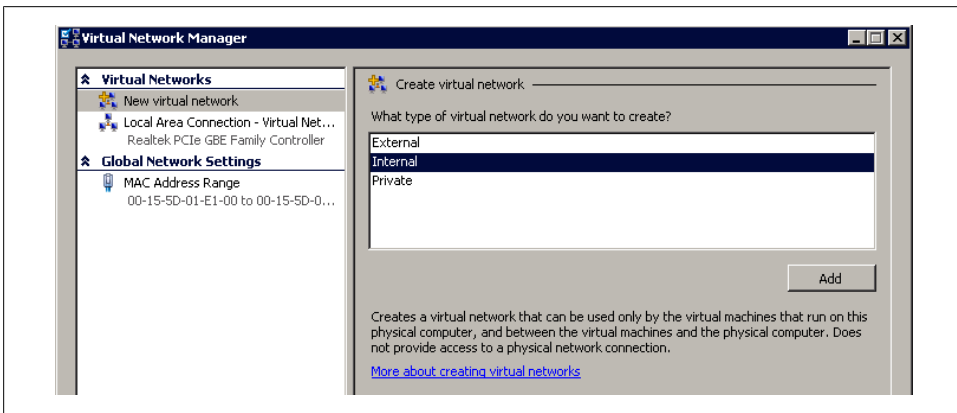 Virtual Network Manager
Virtual Networks
New virtual network
Local Area Connection - Virtual Net...
Realtek PCIe GBE Family Controller
Global Network Settings
MAC Address Range
00-15-5D-01-E1-00 to 00-15-5D-0...
Create virtual network
What type of virtual network do you want to create?
External
Internal
Private
Add
Creates a virtual network that can be used only by the virtual machines that run on this
physical computer, and between the virtual machines and the physical computer. Does
not provide access to a physical network connection.
More about creating virtual networks